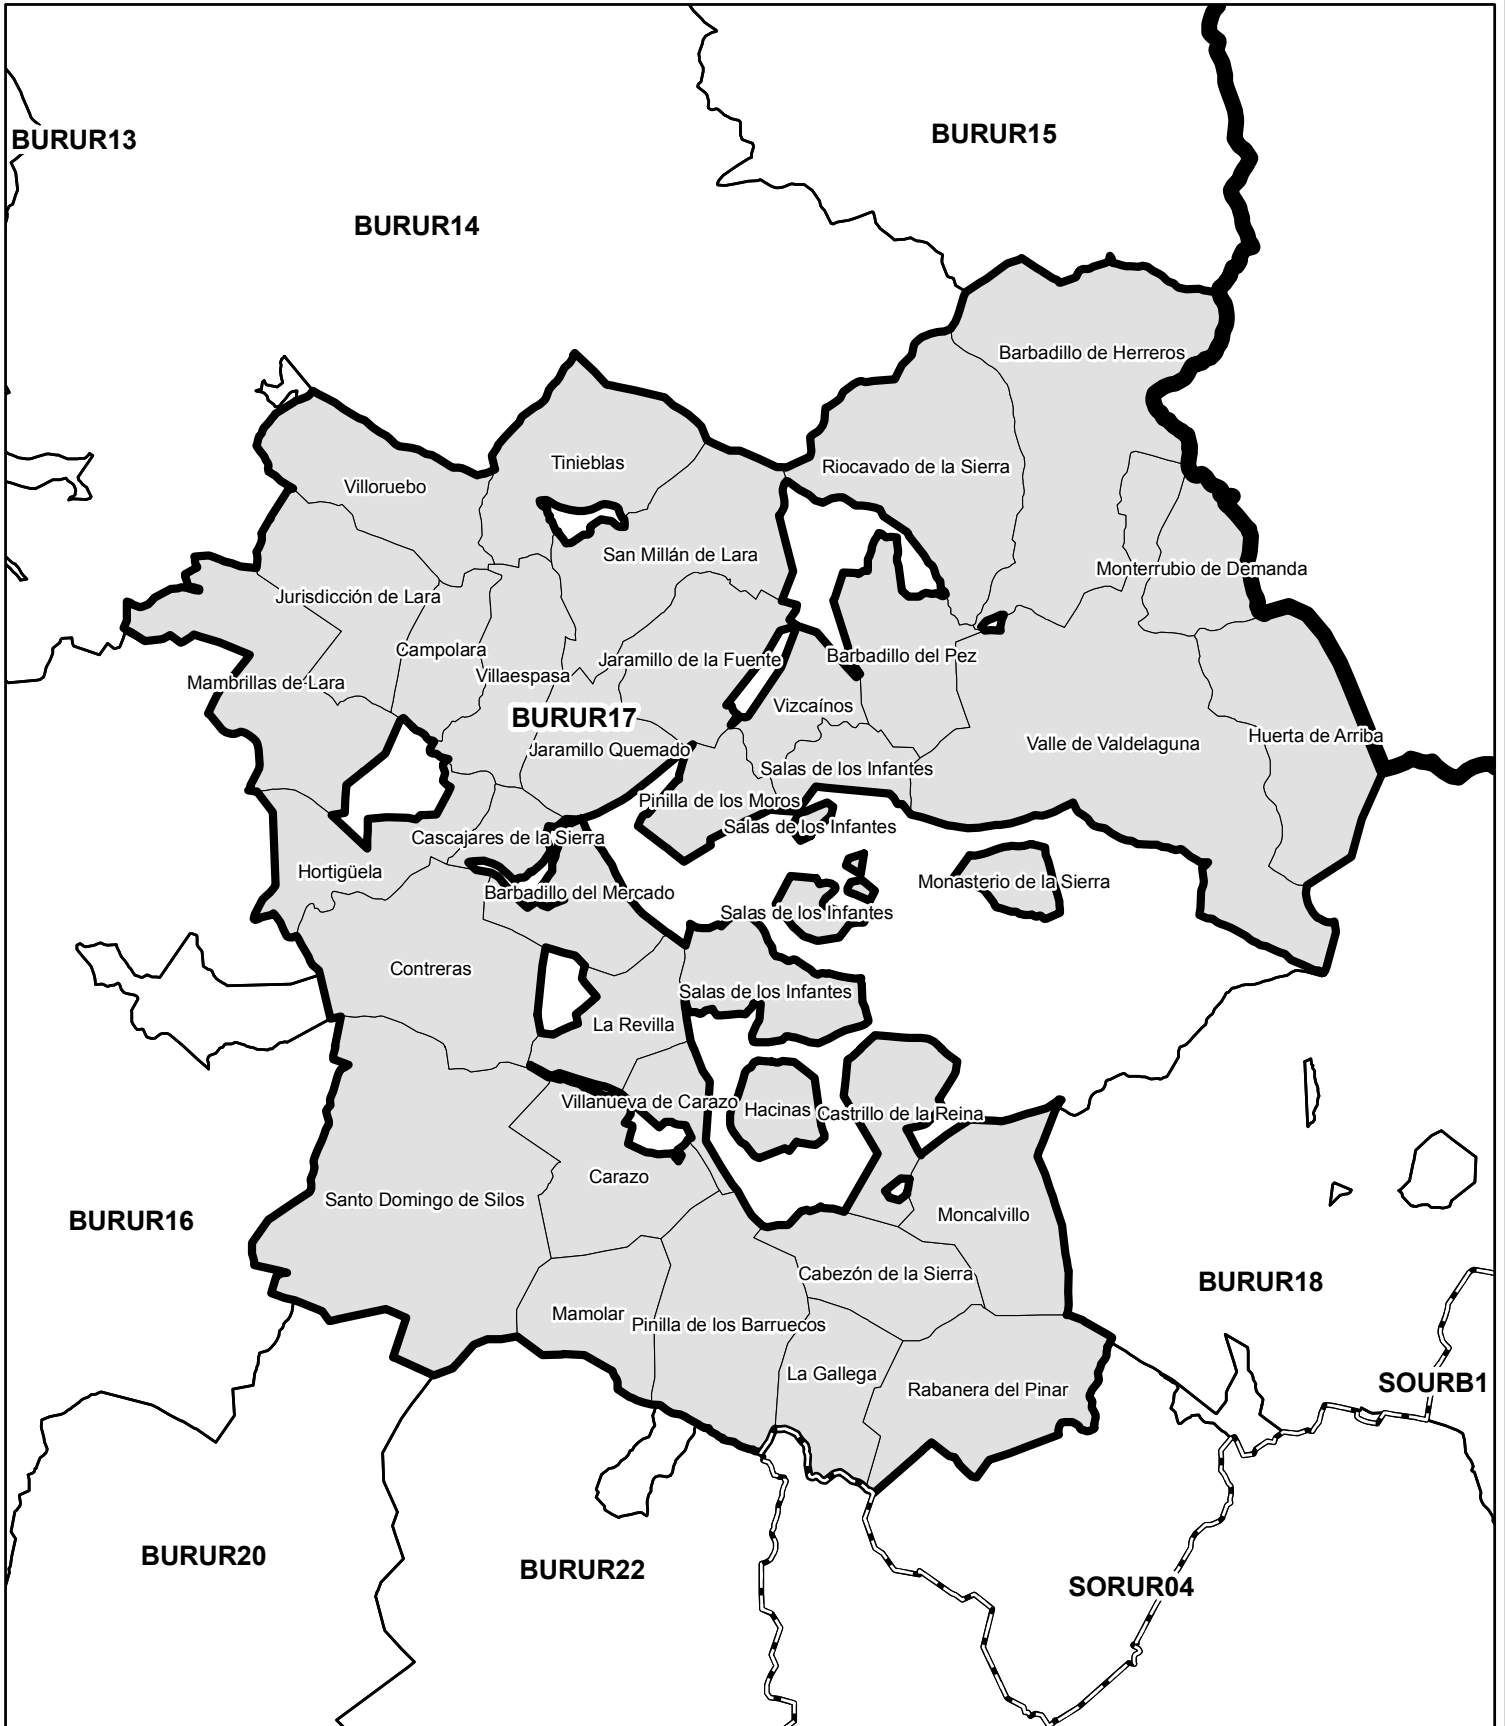 BURUR15
BURUR13
BURUR14
Barbadillo de Herreros
Tinieblas
Riocavado de la Sierra
Villoruebo
San Millán de Lara
Monterrubio de Demanda
Jurisdicción de Lara
Campolara
Jaramillo de la Fuente
Barbadillo del Pez
Villaespasa
Mambrillas de Lara
Vizcaínos
BURUR17
Huerta de Arriba
Valle de Valdelaguna
Jaramillo Quemado
Salas de los Infantes
Pinilla de los Moros
Salas de los Infantes
Cascajares de la Sierra
Hortigüela
Monasterio de la Sierra
Barbadillo del Mercado
Salas de los Infantes
Contreras
Salas de los Infantes
La Revilla
Villanueva de Carazo
Hacinas
Castrillo de la Reina
Carazo
Santo Domingo de Silos
Moncalvillo
BURUR16
Cabezón de la Sierra
BURUR18
Mamolar
Pinilla de los Barruecos
La Gallega
SOURB1
Rabanera del Pinar
BURUR20
BURUR22
SORUR04